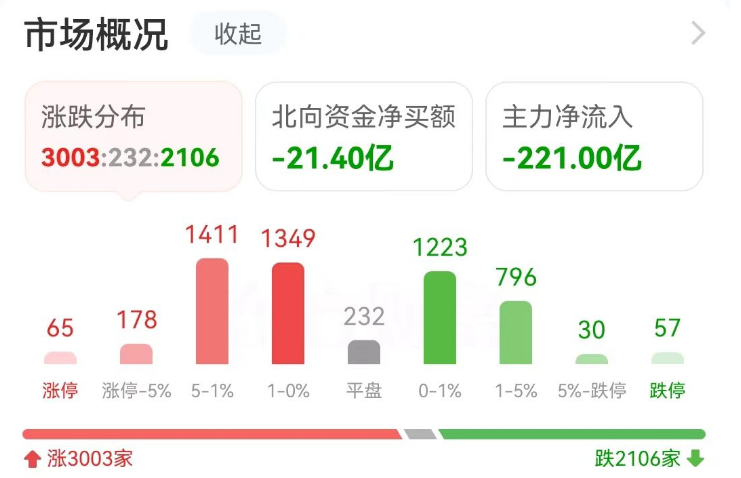 市场概况 收起
涨跌分布 北向资金净买额 主力净流入
3003:232:2106 -21.40亿 -221.00亿
65 178 1411 1349 232 1223 796 30 57
涨停 涨停-5% 5-1% 1-0% 平盘 0-1% 1-5% 5%-跌停 跌停
涨3003家 跌2106家